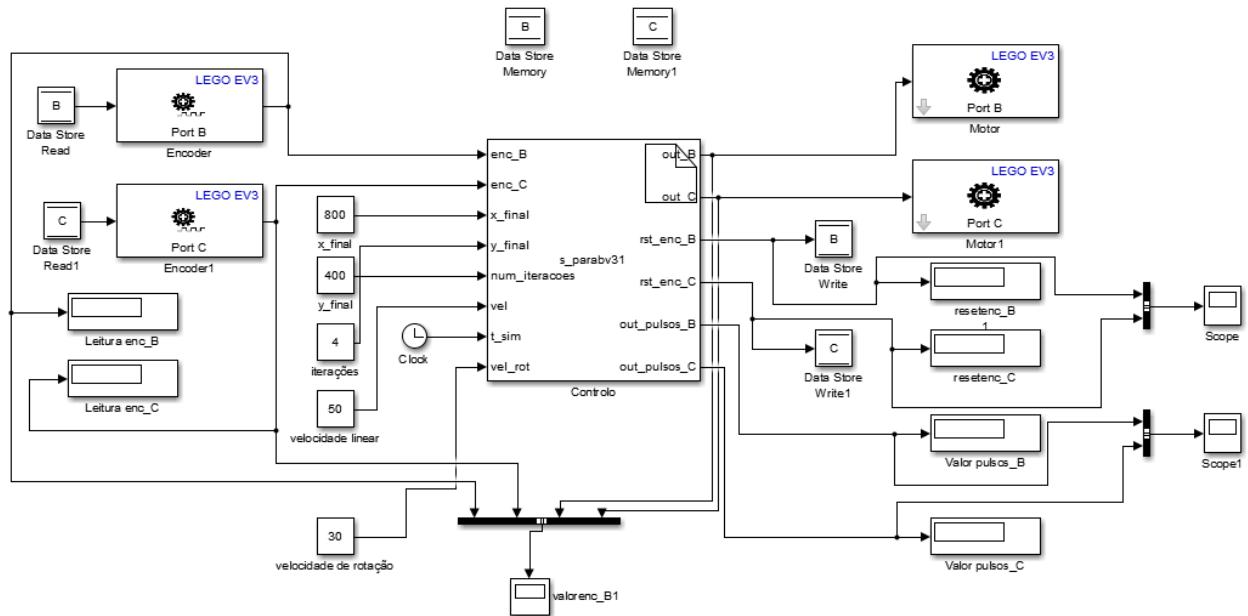 B
Data Store
Memory
C
Data Store
Memory1
B
Data Store
Read
LEGO EV3
Port B
Encoder
C
Data Store
Read1
LEGO EV3
Port C
Encoder1
Leitura enc_B
Leitura enc_C
800
x_final
400
y_final
4
iterações
50
velocidade linear
Clock
30
velocidade de rotação
enc_B
enc_C
x_final
y_final
num_iteracoes
vel
t_sim
vel_rot
s_parabv31
out_B
out_C
rst_enc_B
rst_enc_C
out_pulsos_B
out_pulsos_C
Controlo
LEGO EV3
Port B
Motor
LEGO EV3
Port C
Motor1
B
Data Store
Write
C
Data Store
Write1
resetenc_B
1
resetenc_C
Scope
Valor pulsos_B
Valor pulsos_C
Scope1
valorenc_B1